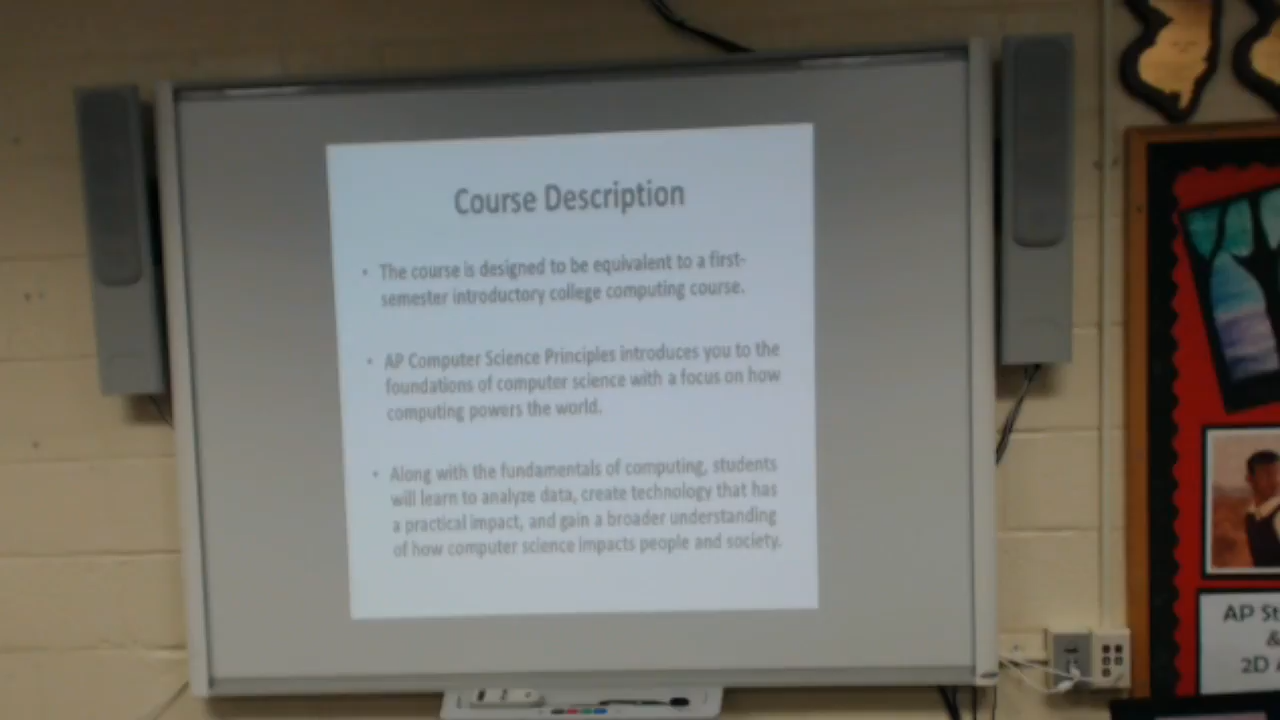 Course Description
• The course is designed to be equivalent to a first-
semester introductory college computing course.
• AP Computer Science Principles introduces you to the
foundations of computer science with a focus on how
computing powers the world.
• Along with the fundamentals of computing, students
will learn to analyze data, create technology that has
a practical impact, and gain a broader understanding
of how computer science impacts people and society.
AP St
&
2D